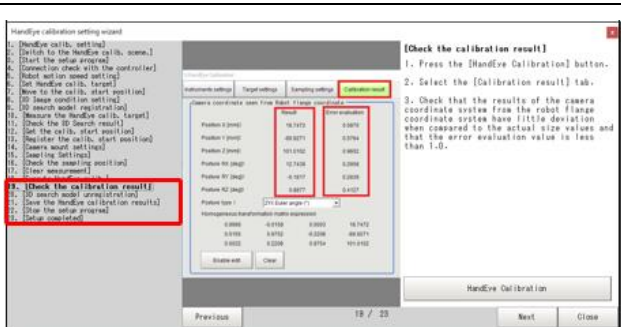 HandEye calibration setting wizard
1. [HandEye calib. setting]
2. [Switch to the HandEye calib. scene.]
3. [Start the setup program]
4. [Connection check with the controller]
5. [Robot motion speed setting]
6. [Set HandEye calib. target]
7. [Move to the calib. start position]
8. [3D Image condition setting]
9. [3D search model registration]
10. [Measure the HandEye calib. target]
11. [Check the 3D Search result]
12. [Set the calib. start position]
13. [Register the calib. start position]
14. [Camera mount settings]
15. [Sampling Settings]
16. [Check the sampling position]
17. [Clear measurement]
19. [Check the calibration result]
20. [3D search model unregistration]
21. [Save the HandEye calibration results]
22. [Stop the setup program]
23. [Setup completed]
HandEye Calibration
Instruments settings Target settings Sampling settings Calibration result
Camera coordinate seen from Robot flange coordinate
Result Error evaluation
Position X [mm]
Position Y [mm]
Position Z [mm]
Posture RX [deg]
Posture RY [deg]
Posture RZ [deg]
Posture type / ZYX Euler angle (°)
Homogeneous transformation matrix expression
Enable edit Clear
[Check the calibration result]
1. Press the [HandEye Calibration] button.
2. Select the [Calibration result] tab.
3. Check that the results of the camera
coordinate system from the robot flange
coordinate system have little deviation
when compared to the actual size values and
that the error evaluation value is less
than 1.0.
HandEye Calibration
Previous 19 / 23 Next Close